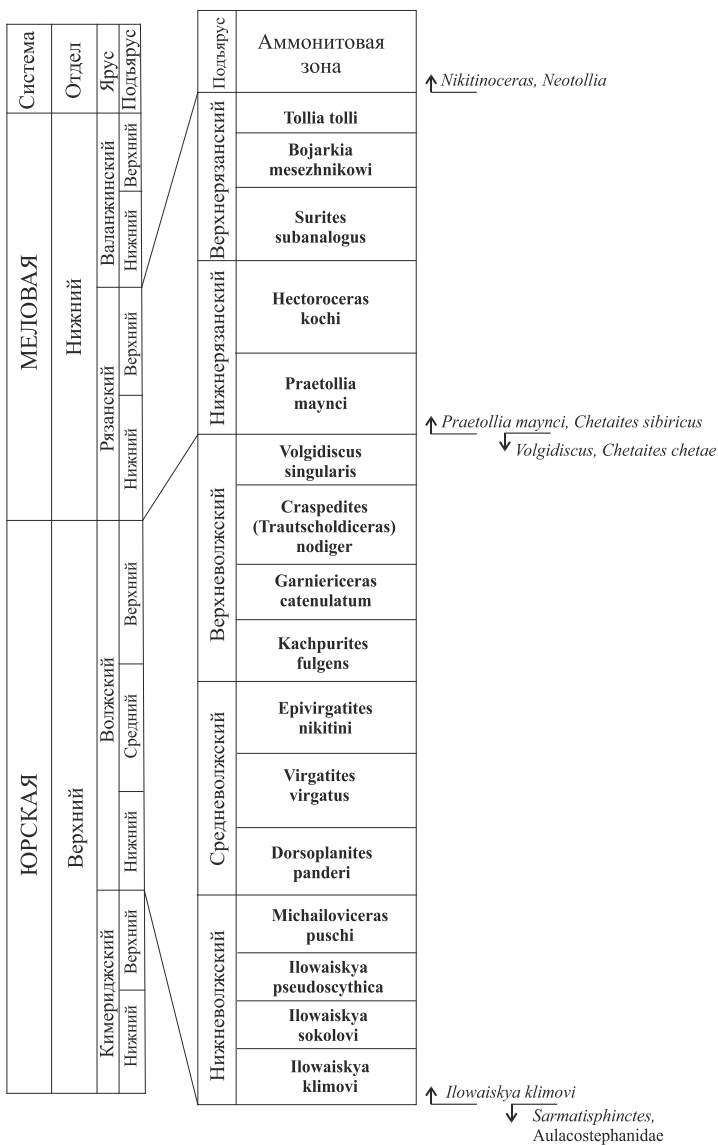 Система
Отдел
Ярус
Подъярус
МЕЛОВАЯ
Нижний
Валанжинский
Верхний
Нижний
Рязанский
Верхний
Нижний
ЮРСКАЯ
Верхний
Волжский
Верхний
Средний
Нижний
Кимериджский
Верхний
Нижний
Подъярус
Аммонитовая
зона
Nikitinoceras, Neotollia
Верхнерязанский
Tollia tolli
Bojarkia
mesezhnikowi
Surites
subanalogus
Нижнерязанский
Hectoroceras
kochi
Praetollia
maynci
Praetollia maynci, Chetaites sibiricus
Volgidiscus, Chetaites chetae
Верхневолжский
Volgidiscus
singularis
Craspedites
(Trautscholdiceras)
nodiger
Garniericeras
catenulatum
Kachpurites
fulgens
Средневолжский
Epivirgatites
nikitini
Virgatites
virgatus
Dorsoplanites
panderi
Нижневолжский
Michailoviceras
puschi
Ilowaiskya
pseudoscythica
Ilowaiskya
sokolovi
Ilowaiskya
klimovi
Ilowaiskya klimovi
Sarmatisphinctes,
Aulacostephanidae